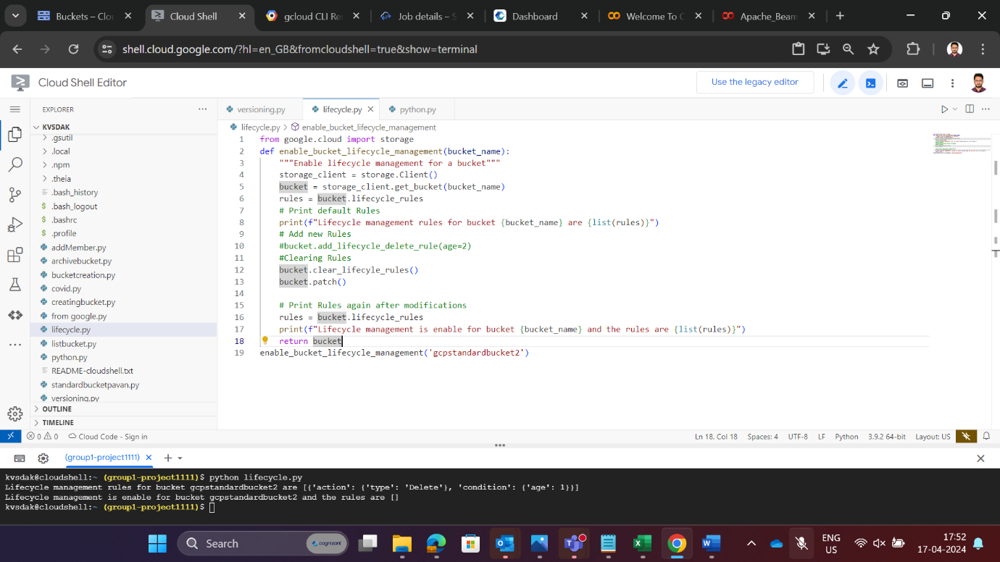 Buckets – Clou
Cloud Shell
gcloud CLI Re
Job details – S
Dashboard
Welcome To C
Apache_Beam
shell.cloud.google.com/?hl=en_GB&fromcloudshell=true&show=terminal
Cloud Shell Editor
Use the legacy editor
EXPLORER
KVSDAK
.gsutil
.local
.npm
.theia
.bash_history
.bash_logout
.bashrc
.profile
addMember.py
archivebucket.py
bucketcreation.py
covid.py
creatingbucket.py
from google.py
lifecycle.py
listbucket.py
python.py
README-cloudshell.txt
standardbucketpavan.py
versioning.py
OUTLINE
TIMELINE
versioning.py
lifecycle.py
python.py
lifecycle.py > enable_bucket_lifecycle_management
1 from google.cloud import storage
2 def enable_bucket_lifecycle_management(bucket_name):
3 """Enable lifecycle management for a bucket"""
4 storage_client = storage.Client()
5 bucket = storage_client.get_bucket(bucket_name)
6 rules = bucket.lifecycle_rules
7 # Print default Rules
8 print(f"Lifecycle management rules for bucket {bucket_name} are {list(rules)}")
9 # Add new Rules
10 #bucket.add_lifecycle_delete_rule(age=2)
11 #Clearing Rules
12 bucket.clear_lifecyle_rules()
13 bucket.patch()
14
15 # Print Rules again after modifications
16 rules = bucket.lifecycle_rules
17 print(f"Lifecycle management is enable for bucket {bucket_name} and the rules are {list(rules)}")
18 return bucket
19 enable_bucket_lifecycle_management('gcpstandardbucket2')
0 0 Cloud Code - Sign in
Ln 18, Col 18 Spaces: 4 UTF-8 LF Python 3.9.2 64-bit Layout: US
(group1-project1111)
kvsdak@cloudshell:~ (group1-project1111)$ python lifecycle.py
Lifecycle management rules for bucket gcpstandardbucket2 are [{'action': {'type': 'Delete'}, 'condition': {'age': 1}}]
Lifecycle management is enable for bucket gcpstandardbucket2 and the rules are []
kvsdak@cloudshell:~ (group1-project1111)$
Search
cognizant
ENG
US
17:52
17-04-2024